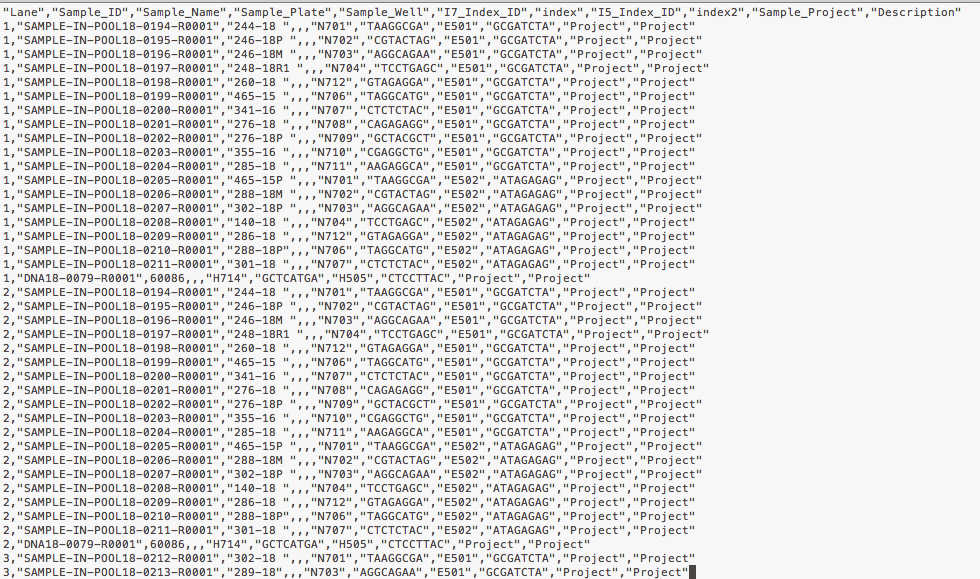 "Lane","Sample_ID","Sample_Name","Sample_Plate","Sample_Well","I7_Index_ID","index","I5_Index_ID","index2","Sample_Project","Description"
1,"SAMPLE-IN-POOL18-0194-R0001","244-18 ",,,"N701","TAAGGCGA","E501","GCGATCTA","Project","Project"
1,"SAMPLE-IN-POOL18-0195-R0001","246-18P ",,,"N702","CGTACTAG","E501","GCGATCTA","Project","Project"
1,"SAMPLE-IN-POOL18-0196-R0001","246-18M ",,,"N703","AGGCAGAA","E501","GCGATCTA","Project","Project"
1,"SAMPLE-IN-POOL18-0197-R0001","248-18R1 ",,,"N704","TCCTGAGC","E501","GCGATCTA","Project","Project"
1,"SAMPLE-IN-POOL18-0198-R0001","260-18 ",,,"N712","GTAGAGGA","E501","GCGATCTA","Project","Project"
1,"SAMPLE-IN-POOL18-0199-R0001","465-15 ",,,"N706","TAGGCATG","E501","GCGATCTA","Project","Project"
1,"SAMPLE-IN-POOL18-0200-R0001","341-16 ",,,"N707","CTCTCTAC","E501","GCGATCTA","Project","Project"
1,"SAMPLE-IN-POOL18-0201-R0001","276-18 ",,,"N708","CAGAGAGG","E501","GCGATCTA","Project","Project"
1,"SAMPLE-IN-POOL18-0202-R0001","276-18P ",,,"N709","GCTACGCT","E501","GCGATCTA","Project","Project"
1,"SAMPLE-IN-POOL18-0203-R0001","355-16 ",,,"N710","CGAGGCTG","E501","GCGATCTA","Project","Project"
1,"SAMPLE-IN-POOL18-0204-R0001","285-18 ",,,"N711","AAGAGGCA","E501","GCGATCTA","Project","Project"
1,"SAMPLE-IN-POOL18-0205-R0001","465-15P ",,,"N701","TAAGGCGA","E502","ATAGAGAG","Project","Project"
1,"SAMPLE-IN-POOL18-0206-R0001","288-18M ",,,"N702","CGTACTAG","E502","ATAGAGAG","Project","Project"
1,"SAMPLE-IN-POOL18-0207-R0001","302-18P ",,,"N703","AGGCAGAA","E502","ATAGAGAG","Project","Project"
1,"SAMPLE-IN-POOL18-0208-R0001","140-18 ",,,"N704","TCCTGAGC","E502","ATAGAGAG","Project","Project"
1,"SAMPLE-IN-POOL18-0209-R0001","286-18 ",,,"N712","GTAGAGGA","E502","ATAGAGAG","Project","Project"
1,"SAMPLE-IN-POOL18-0210-R0001","288-18P",,,"N706","TAGGCATG","E502","ATAGAGAG","Project","Project"
1,"SAMPLE-IN-POOL18-0211-R0001","301-18 ",,,"N707","CTCTCTAC","E502","ATAGAGAG","Project","Project"
1,"DNA18-0079-R0001",60086,,,"H714","GCTCATGA","H505","CTCCTTAC","Project","Project"
2,"SAMPLE-IN-POOL18-0194-R0001","244-18 ",,,"N701","TAAGGCGA","E501","GCGATCTA","Project","Project"
2,"SAMPLE-IN-POOL18-0195-R0001","246-18P ",,,"N702","CGTACTAG","E501","GCGATCTA","Project","Project"
2,"SAMPLE-IN-POOL18-0196-R0001","246-18M ",,,"N703","AGGCAGAA","E501","GCGATCTA","Project","Project"
2,"SAMPLE-IN-POOL18-0197-R0001","248-18R1 ",,,"N704","TCCTGAGC","E501","GCGATCTA","Project","Project"
2,"SAMPLE-IN-POOL18-0198-R0001","260-18 ",,,"N712","GTAGAGGA","E501","GCGATCTA","Project","Project"
2,"SAMPLE-IN-POOL18-0199-R0001","465-15 ",,,"N706","TAGGCATG","E501","GCGATCTA","Project","Project"
2,"SAMPLE-IN-POOL18-0200-R0001","341-16 ",,,"N707","CTCTCTAC","E501","GCGATCTA","Project","Project"
2,"SAMPLE-IN-POOL18-0201-R0001","276-18 ",,,"N708","CAGAGAGG","E501","GCGATCTA","Project","Project"
2,"SAMPLE-IN-POOL18-0202-R0001","276-18P ",,,"N709","GCTACGCT","E501","GCGATCTA","Project","Project"
2,"SAMPLE-IN-POOL18-0203-R0001","355-16 ",,,"N710","CGAGGCTG","E501","GCGATCTA","Project","Project"
2,"SAMPLE-IN-POOL18-0204-R0001","285-18 ",,,"N711","AAGAGGCA","E501","GCGATCTA","Project","Project"
2,"SAMPLE-IN-POOL18-0205-R0001","465-15P ",,,"N701","TAAGGCGA","E502","ATAGAGAG","Project","Project"
2,"SAMPLE-IN-POOL18-0206-R0001","288-18M ",,,"N702","CGTACTAG","E502","ATAGAGAG","Project","Project"
2,"SAMPLE-IN-POOL18-0207-R0001","302-18P ",,,"N703","AGGCAGAA","E502","ATAGAGAG","Project","Project"
2,"SAMPLE-IN-POOL18-0208-R0001","140-18 ",,,"N704","TCCTGAGC","E502","ATAGAGAG","Project","Project"
2,"SAMPLE-IN-POOL18-0209-R0001","286-18 ",,,"N712","GTAGAGGA","E502","ATAGAGAG","Project","Project"
2,"SAMPLE-IN-POOL18-0210-R0001","288-18P",,,"N706","TAGGCATG","E502","ATAGAGAG","Project","Project"
2,"SAMPLE-IN-POOL18-0211-R0001","301-18 ",,,"N707","CTCTCTAC","E502","ATAGAGAG","Project","Project"
2,"DNA18-0079-R0001",60086,,,"H714","GCTCATGA","H505","CTCCTTAC","Project","Project"
3,"SAMPLE-IN-POOL18-0212-R0001","302-18 ",,,"N701","TAAGGCGA","E501","GCGATCTA","Project","Project"
3,"SAMPLE-IN-POOL18-0213-R0001","289-18",,,"N703","AGGCAGAA","E501","GCGATCTA","Project","Project"